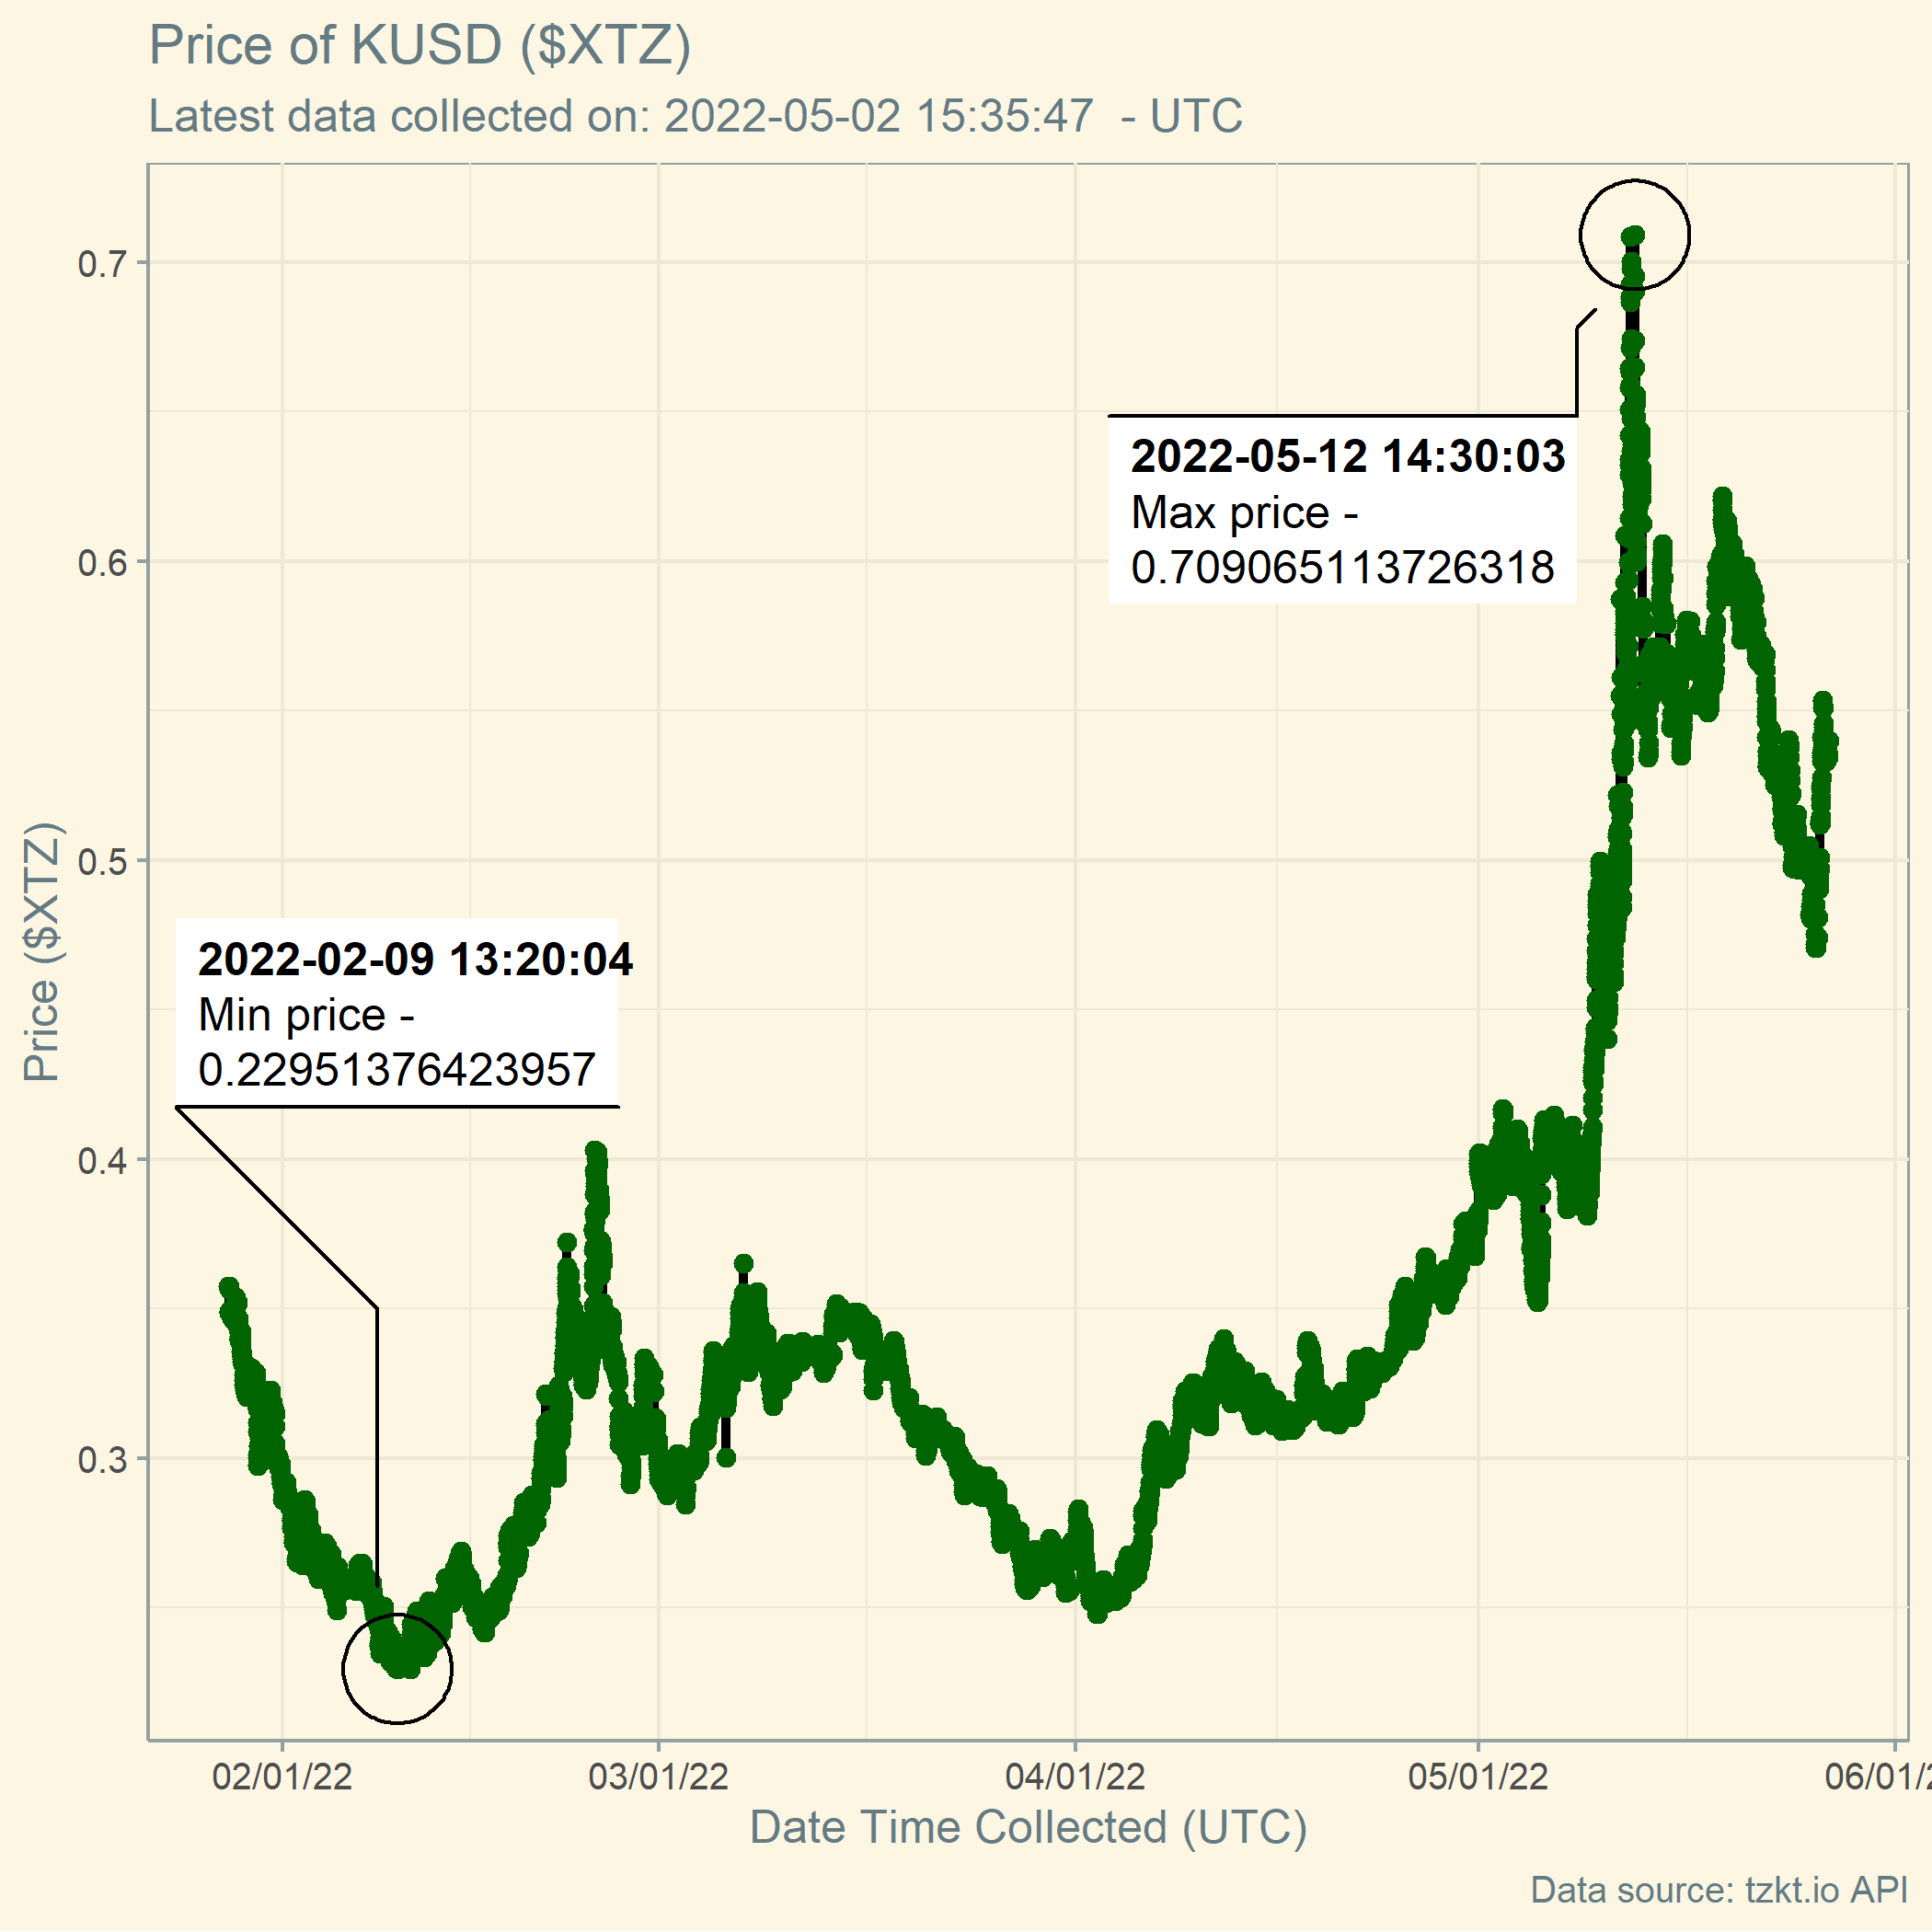 Price of KUSD ($XTZ)
Latest data collected on: 2022-05-02 15:35:47  - UTC
0.7
0.6
0.5
0.4
0.3
Price ($XTZ)
2022-05-12 14:30:03
Max price -
0.709065113726318
2022-02-09 13:20:04
Min price -
0.22951376423957
02/01/22
03/01/22
04/01/22
05/01/22
06/01/2
Date Time Collected (UTC)
Data source: tzkt.io API